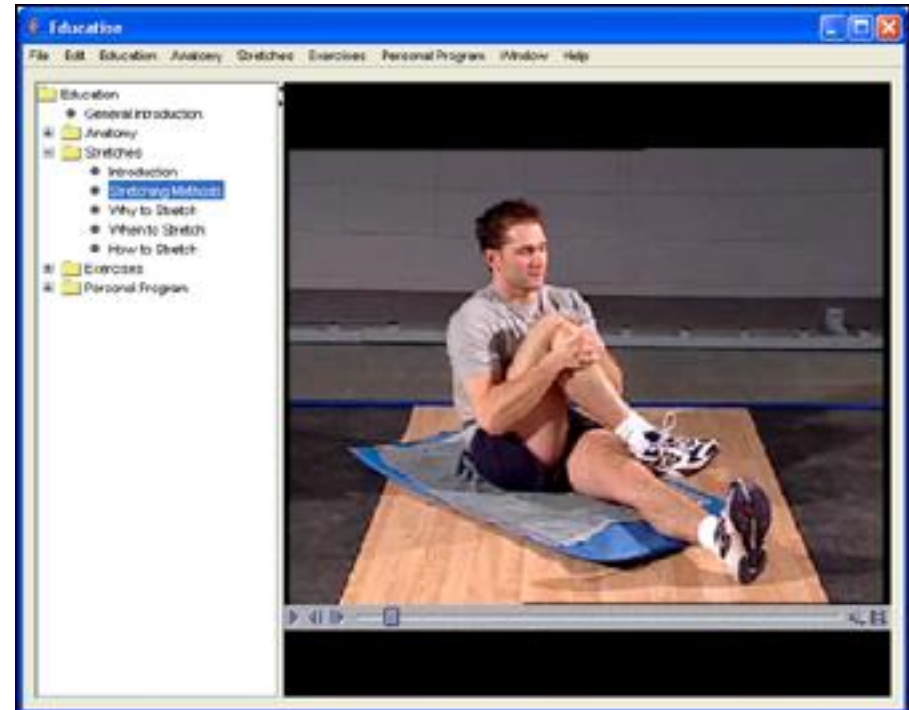 Education
File Edit Education Anatomy Stretches Exercises Personal Program Window Help
Education
General Introduction
Anatomy
Stretches
Introduction
Stretching Methods
Why to Stretch
When to Stretch
How to Stretch
Exercises
Personal Program